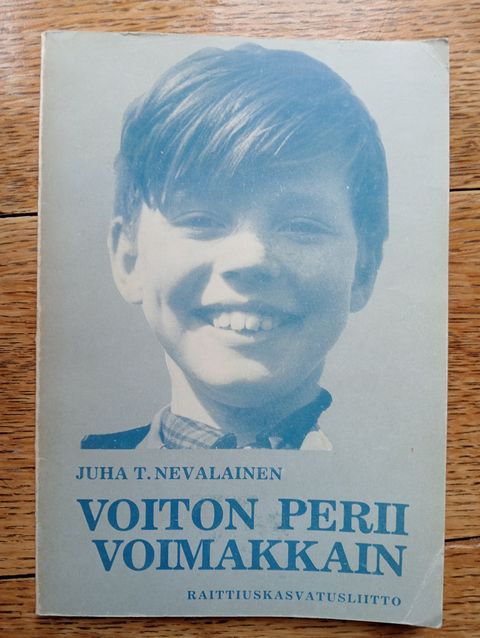 JUHA T. NEVALAINEN
VOITON PERII
VOIMAKKAIN
RAITTIUSKASVATUSLIITTO